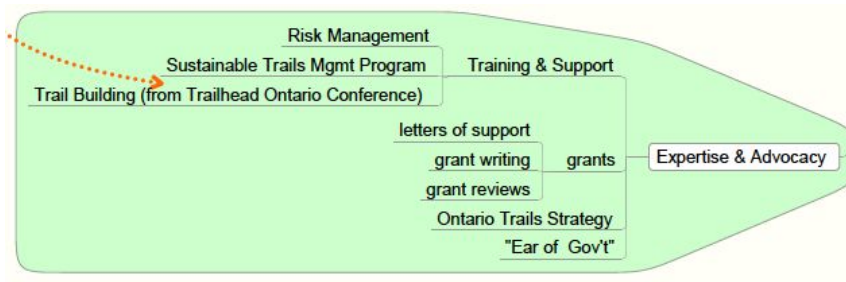 Risk Management
Sustainable Trails Mgmt Program
Training & Support
Trail Building (from Trailhead Ontario Conference)
letters of support
grant writing
grants
Expertise & Advocacy
grant reviews
Ontario Trails Strategy
"Ear of Gov't"